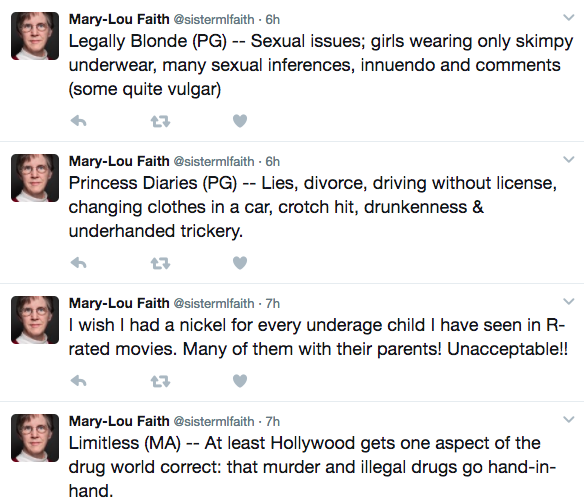 Mary-Lou Faith @sistermlfaith · 6h
Legally Blonde (PG) -- Sexual issues; girls wearing only skimpy
underwear, many sexual inferences, innuendo and comments
(some quite vulgar)
Mary-Lou Faith @sistermlfaith · 6h
Princess Diaries (PG) -- Lies, divorce, driving without license,
changing clothes in a car, crotch hit, drunkenness &
underhanded trickery.
Mary-Lou Faith @sistermlfaith · 7h
I wish I had a nickel for every underage child I have seen in R-
rated movies. Many of them with their parents! Unacceptable!!
Mary-Lou Faith @sistermlfaith · 7h
Limitless (MA) -- At least Hollywood gets one aspect of the
drug world correct: that murder and illegal drugs go hand-in-
hand.